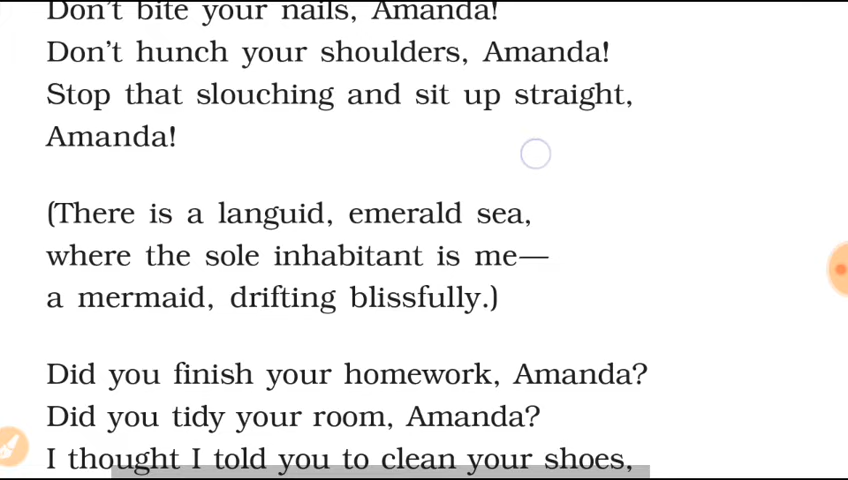 Don't bite your nails, Amanda!
Don't hunch your shoulders, Amanda!
Stop that slouching and sit up straight,
Amanda!
(There is a languid, emerald sea,
where the sole inhabitant is me—
a mermaid, drifting blissfully.)
Did you finish your homework, Amanda?
Did you tidy your room, Amanda?
I thought I told you to clean your shoes,